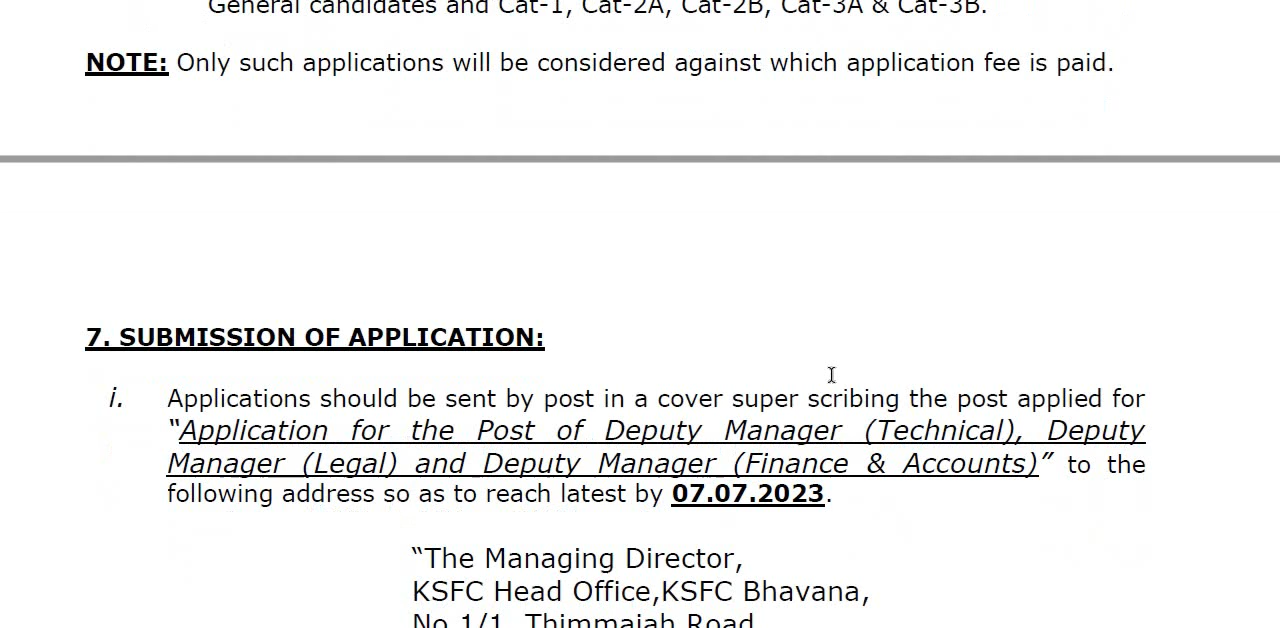 General candidates and Cat-1, Cat-2A, Cat-2B, Cat-3A & Cat-3B.
NOTE: Only such applications will be considered against which application fee is paid.
7. SUBMISSION OF APPLICATION:
i. Applications should be sent by post in a cover super scribing the post applied for
“Application for the Post of Deputy Manager (Technical), Deputy
Manager (Legal) and Deputy Manager (Finance & Accounts)” to the
following address so as to reach latest by 07.07.2023.
“The Managing Director,
KSFC Head Office,KSFC Bhavana,
No.1/1, Thimmaiah Road,